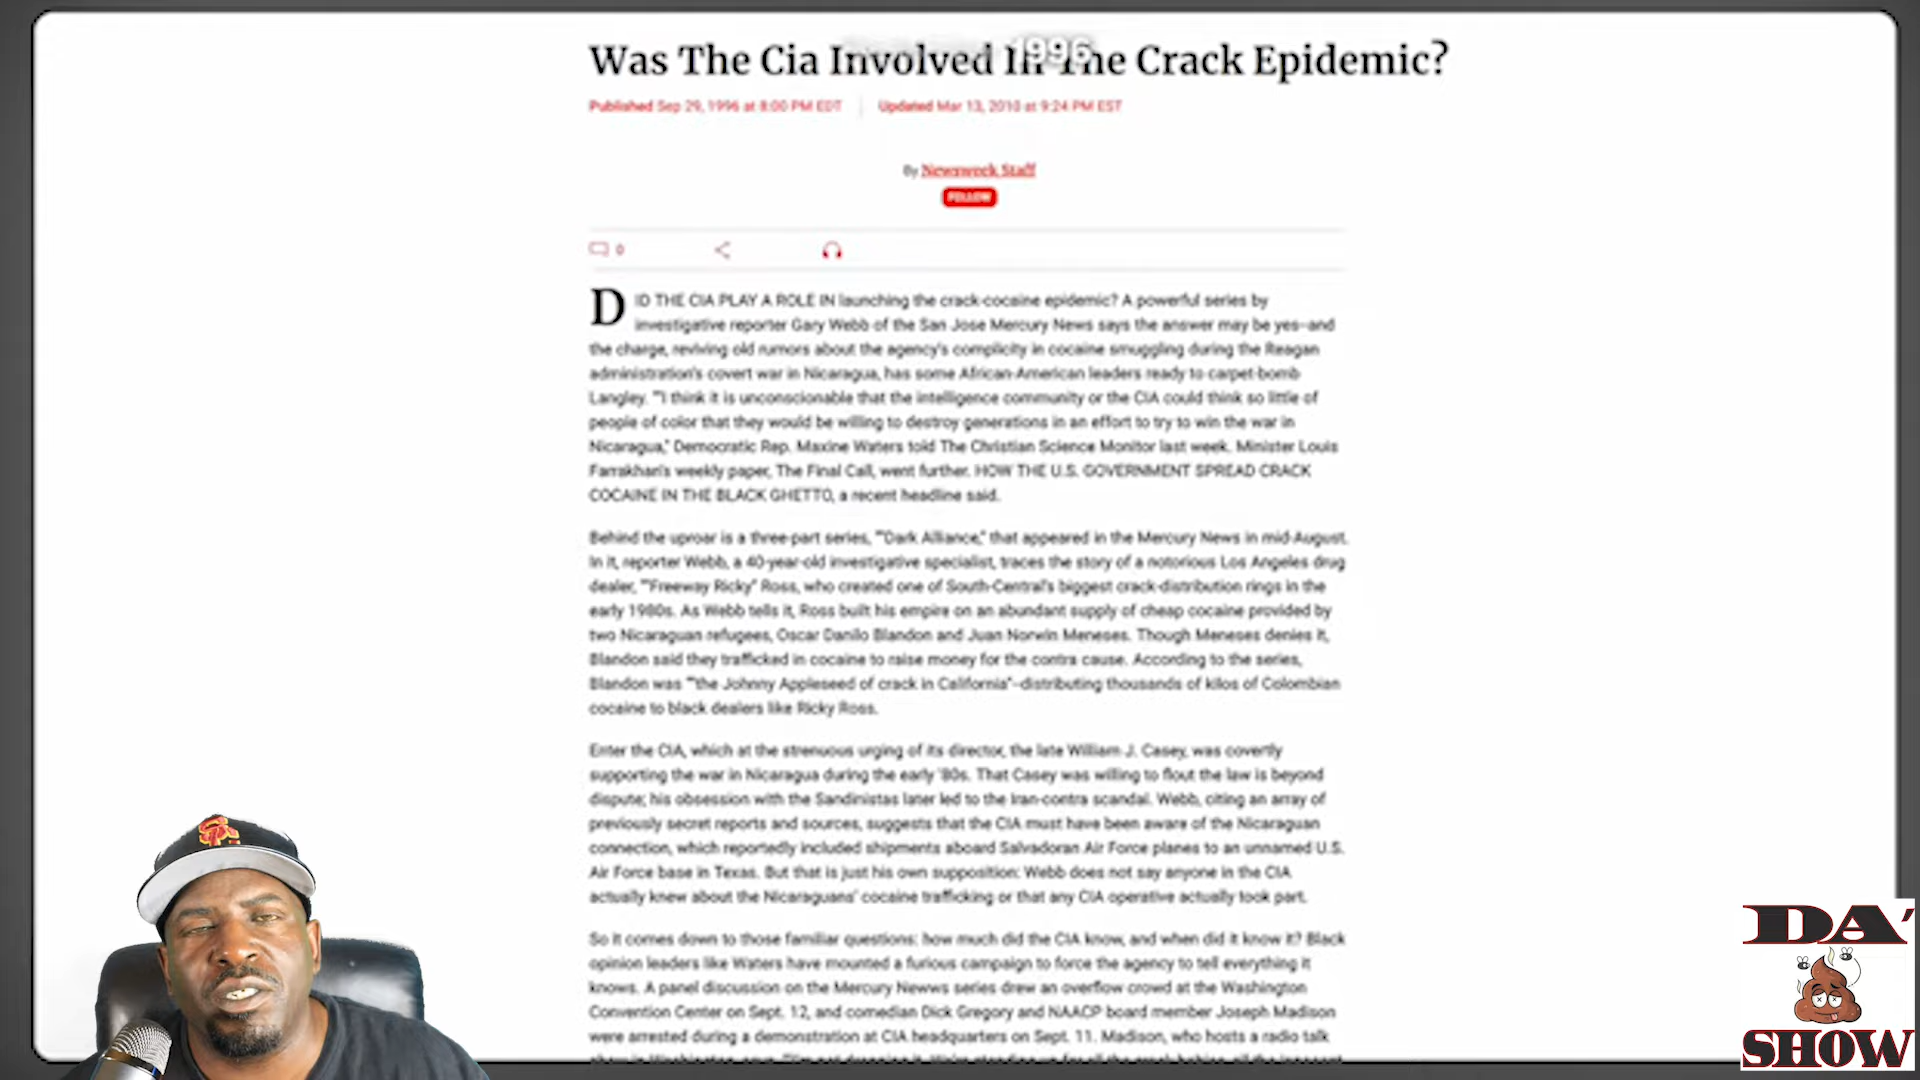 Was The Cia Involved In The Crack Epidemic?
1996
Published Sep 29, 1996 at 8:00 PM EDT
Updated Mar 13, 2010 at 9:24 PM EST
By Newsweek Staff
FOLLOW
0
DID THE CIA PLAY A ROLE IN launching the crack-cocaine epidemic? A powerful series by
investigative reporter Gary Webb of the San Jose Mercury News says the answer may be yes--and
the charge, reviving old rumors about the agency's complicity in cocaine smuggling during the Reagan
administration's covert war in Nicaragua, has some African-American leaders ready to carpet-bomb
Langley. ""I think it is unconscionable that the intelligence community or the CIA could think so little of
people of color that they would be willing to destroy generations in an effort to try to win the war in
Nicaragua," Democratic Rep. Maxine Waters told The Christian Science Monitor last week. Minister Louis
Farrakhan's weekly paper, The Final Call, went further. HOW THE U.S. GOVERNMENT SPREAD CRACK
COCAINE IN THE BLACK GHETTO, a recent headline said.
Behind the uproar is a three-part series, ""Dark Alliance," that appeared in the Mercury News in mid-August.
In it, reporter Webb, a 40-year-old investigative specialist, traces the story of a notorious Los Angeles drug
dealer, ""Freeway Ricky" Ross, who created one of South-Central's biggest crack-distribution rings in the
early 1980s. As Webb tells it, Ross built his empire on an abundant supply of cheap cocaine provided by
two Nicaraguan refugees, Oscar Danilo Blandon and Juan Norwin Meneses. Though Meneses denies it,
Blandon said they trafficked in cocaine to raise money for the contra cause. According to the series,
Blandon was ""the Johnny Appleseed of crack in California"--distributing thousands of kilos of Colombian
cocaine to black dealers like Ricky Ross.
Enter the CIA, which at the strenuous urging of its director, the late William J. Casey, was covertly
supporting the war in Nicaragua during the early '80s. That Casey was willing to flout the law is beyond
dispute; his obsession with the Sandinistas later led to the Iran-contra scandal. Webb, citing an array of
previously secret reports and sources, suggests that the CIA must have been aware of the Nicaraguan
connection, which reportedly included shipments aboard Salvadoran Air Force planes to an unnamed U.S.
Air Force base in Texas. But that is just his own supposition: Webb does not say anyone in the CIA
actually knew about the Nicaraguans' cocaine trafficking or that any CIA operative actually took part.
So it comes down to those familiar questions: how much did the CIA know, and when did it know it? Black
opinion leaders like Waters have mounted a furious campaign to force the agency to tell everything it
knows. A panel discussion on the Mercury Newws series drew an overflow crowd at the Washington
Convention Center on Sept. 12, and comedian Dick Gregory and NAACP board member Joseph Madison
were arrested during a demonstration at CIA headquarters on Sept. 11. Madison, who hosts a radio talk
DA'
SHOW